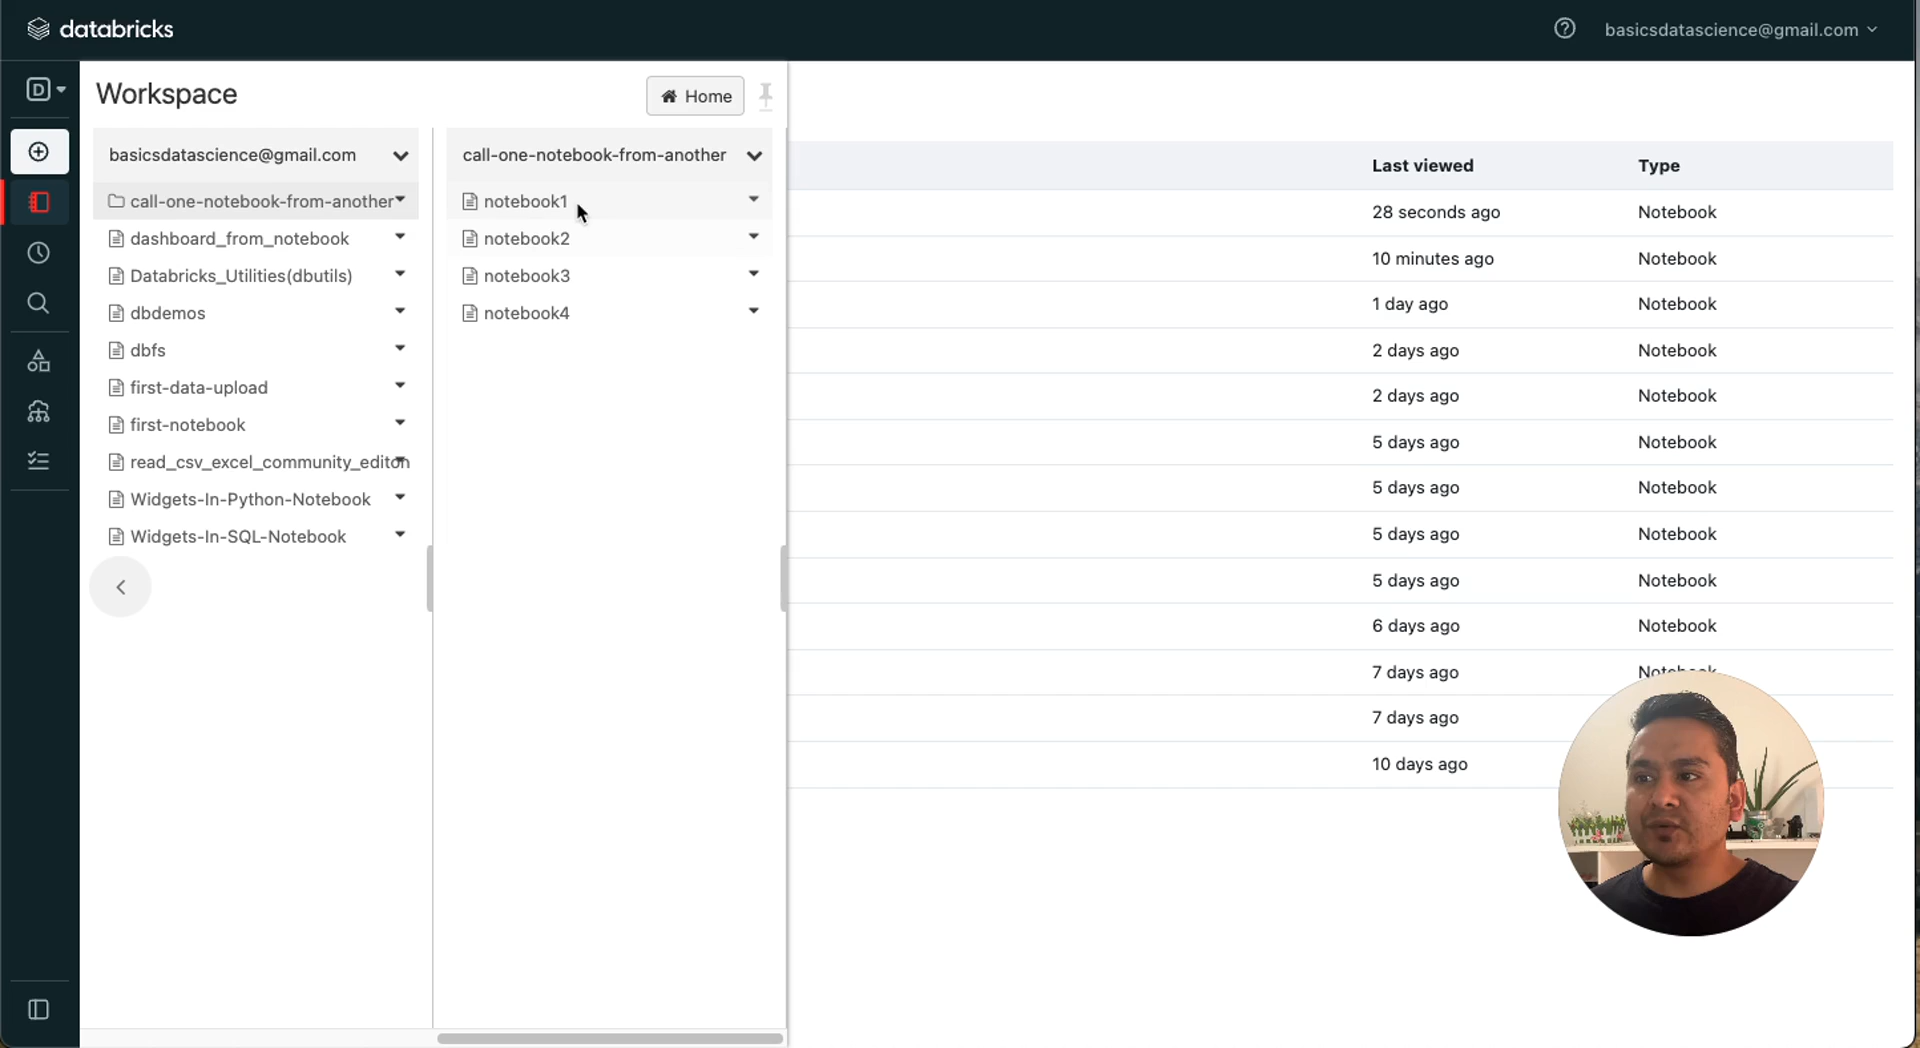 databricks
basicsdatascience@gmail.com
D
Workspace
Home
basicsdatascience@gmail.com
call-one-notebook-from-another
dashboard_from_notebook
Databricks_Utilities(dbutils)
dbdemos
dbfs
first-data-upload
first-notebook
read_csv_excel_community_editon
Widgets-In-Python-Notebook
Widgets-In-SQL-Notebook
call-one-notebook-from-another
notebook1
notebook2
notebook3
notebook4
Last viewed Type
28 seconds ago Notebook
10 minutes ago Notebook
1 day ago Notebook
2 days ago Notebook
2 days ago Notebook
5 days ago Notebook
5 days ago Notebook
5 days ago Notebook
5 days ago Notebook
6 days ago Notebook
7 days ago Notebook
7 days ago
10 days ago